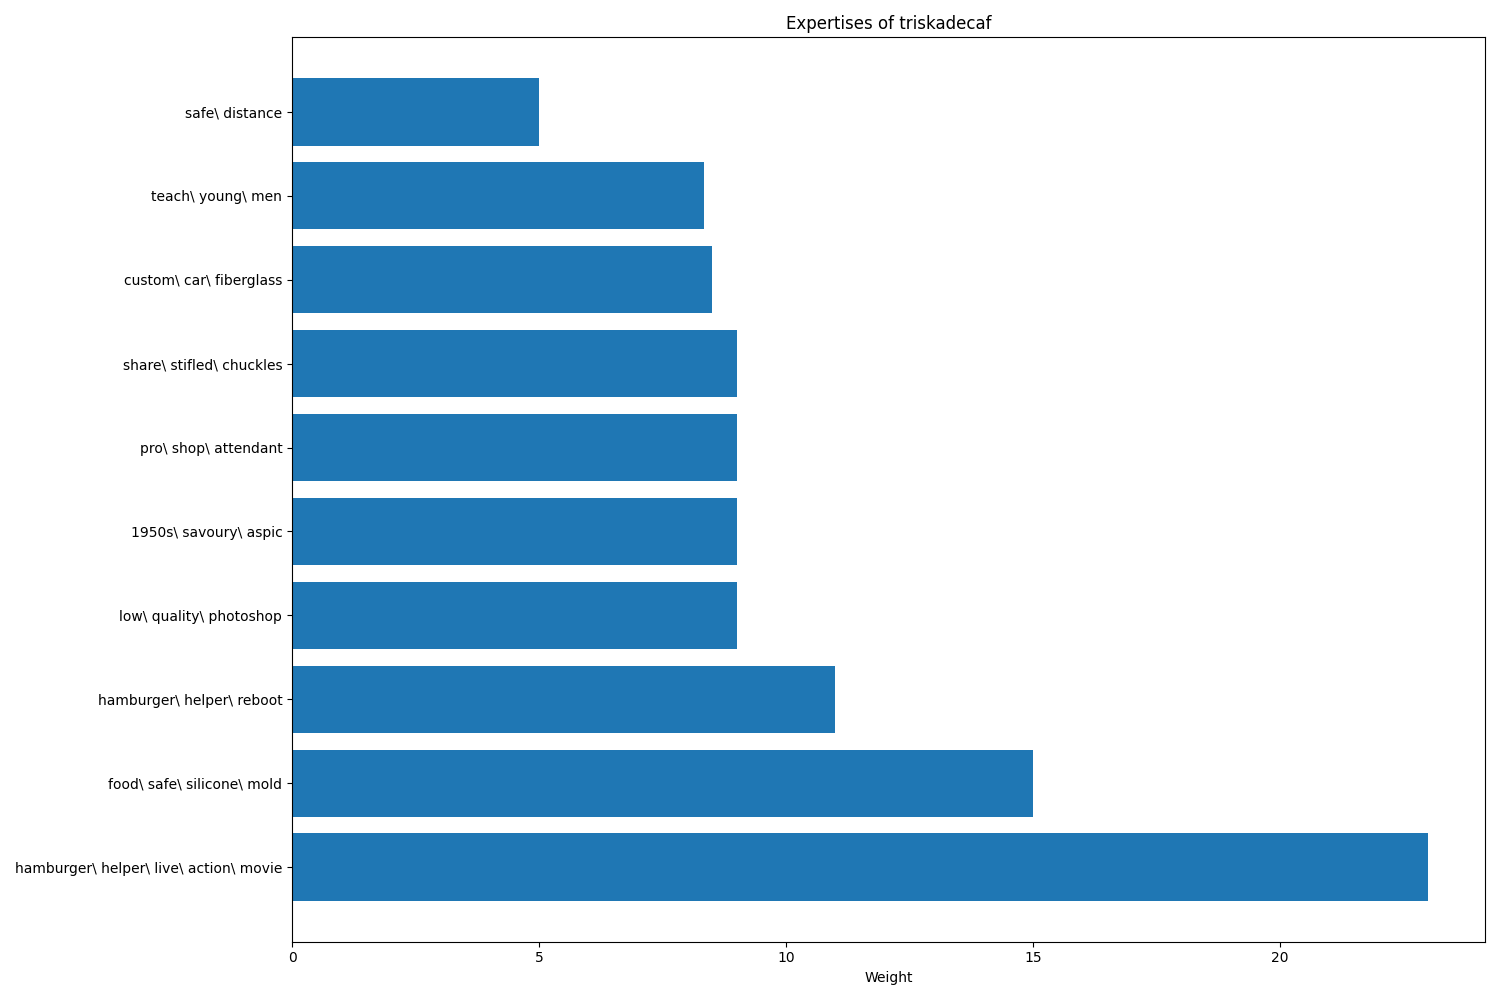 Expertises of triskadecaf
safe\ distance
teach\ young\ men
custom\ car\ fiberglass
share\ stifled\ chuckles
pro\ shop\ attendant
1950s\ savoury\ aspic
low\ quality\ photoshop
hamburger\ helper\ reboot
food\ safe\ silicone\ mold
hamburger\ helper\ live\ action\ movie
0 5 10 15 20
Weight